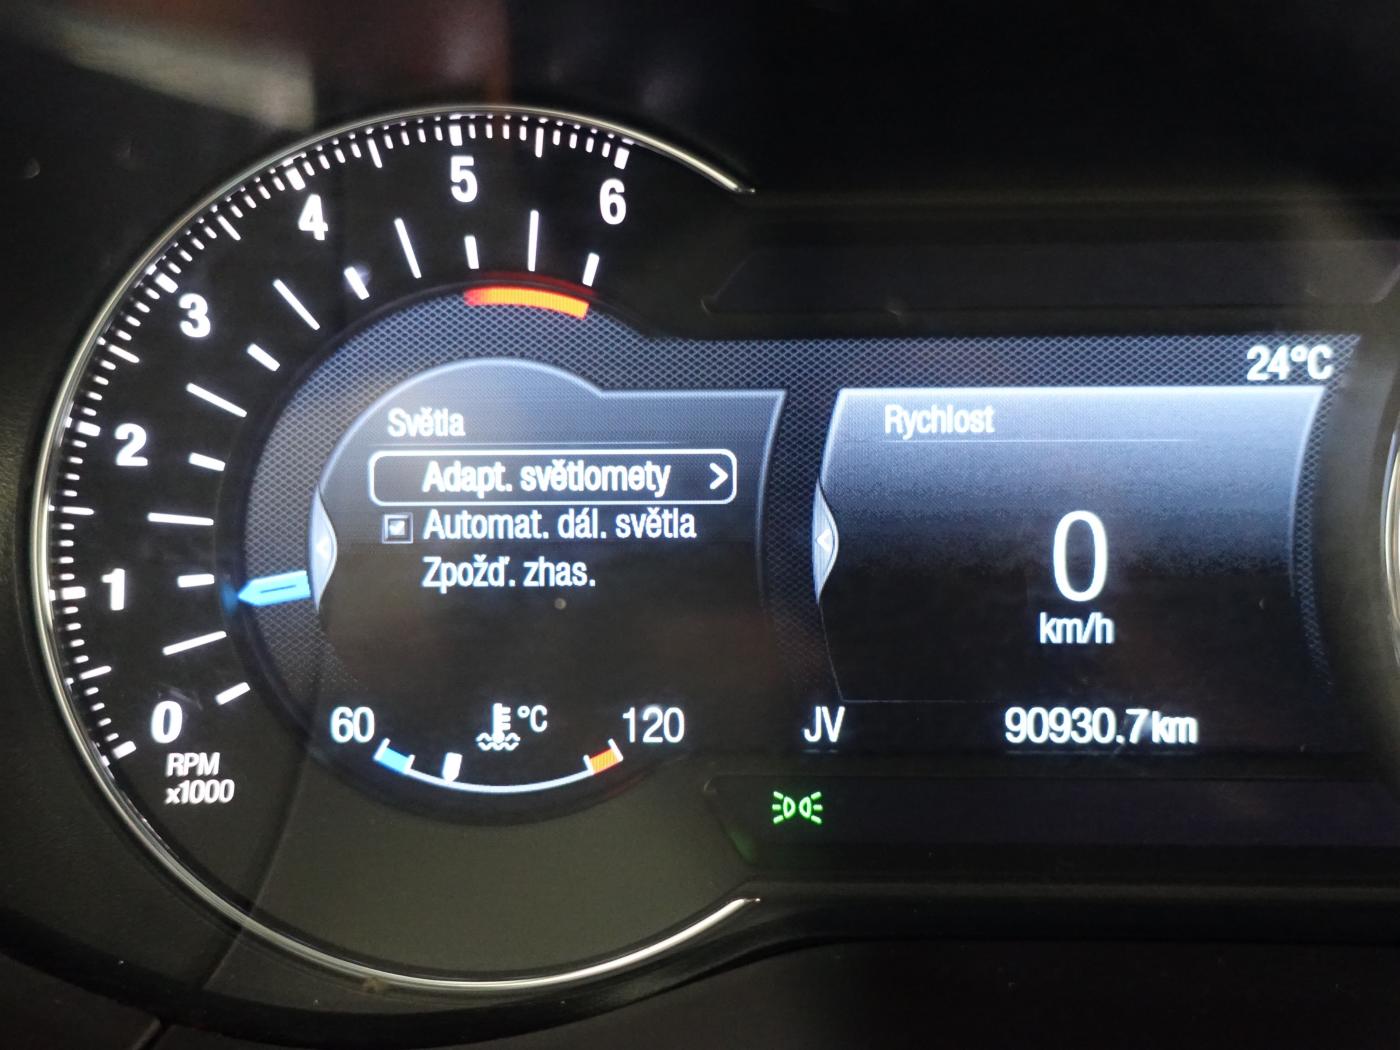 6
5
4
3
2
1
0
RPM
x1000
24°C
Světla
Adapt. světlomety >
Automat. dál. světla
Zpožď. zhas.
60
°C
120
Rychlost
0
km/h
JV
90930.7 km